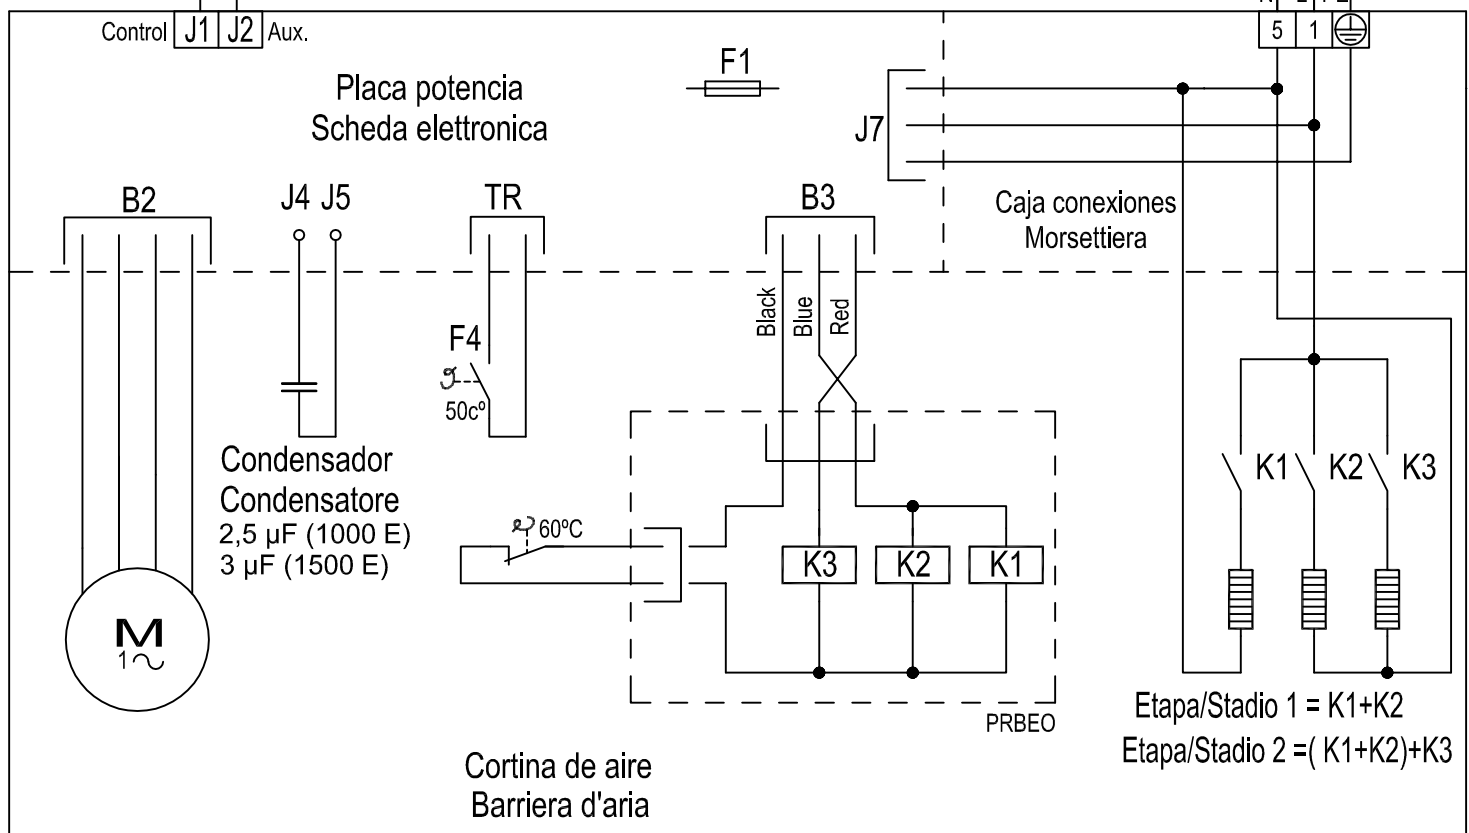 N L PE
Control J1 J2 Aux.
5 1
F1
Placa potencia
Scheda elettronica
J7
B2
J4 J5
TR
B3
Caja conexiones
Morsettiera
Black
Blue
Red
F4
50cº
Condensador
Condensatore
2,5 µF (1000 E)
3 µF (1500 E)
60ºC
K1 K2 K3
K3 K2 K1
M
1
PRBEO
Etapa/Stadio 1 = K1+K2
Etapa/Stadio 2 =( K1+K2)+K3
Cortina de aire
Barriera d'aria